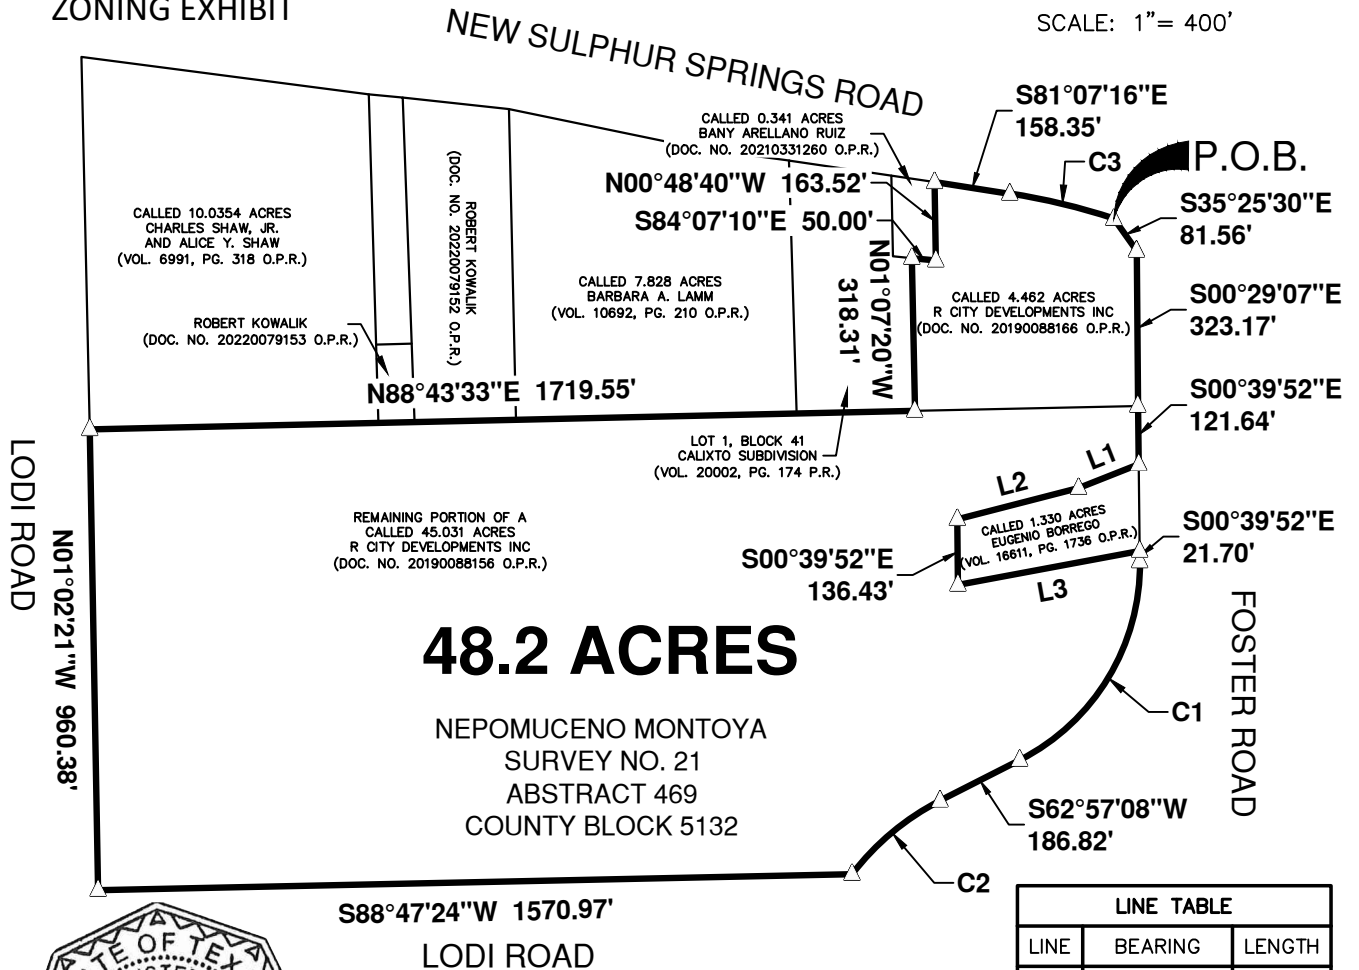 ZONING EXHIBIT
SCALE: 1"= 400'
NEW SULPHUR SPRINGS ROAD
S81°07'16"E
158.35'
C3
P.O.B.
CALLED 0.341 ACRES
BANY ARELLANO RUIZ
(DOC. NO. 20210331260 O.P.R.)
N00°48'40"W 163.52'
S84°07'10"E 50.00'
S35°25'30"E
81.56'
CALLED 10.0354 ACRES
CHARLES SHAW, JR.
AND ALICE Y. SHAW
(VOL. 6991, PG. 318 O.P.R.)
ROBERT KOWALIK
(DOC. NO. 20220079152 O.P.R.)
CALLED 7.828 ACRES
BARBARA A. LAMM
(VOL. 10692, PG. 210 O.P.R.)
N01°07'20"W
318.31'
CALLED 4.462 ACRES
R CITY DEVELOPMENTS INC
(DOC. NO. 20190088166 O.P.R.)
S00°29'07"E
323.17'
ROBERT KOWALIK
(DOC. NO. 20220079153 O.P.R.)
N88°43'33"E 1719.55'
S00°39'52"E
121.64'
LOT 1, BLOCK 41
CALIXTO SUBDIVISION
(VOL. 20002, PG. 174 P.R.)
L1
L2
CALLED 1.330 ACRES
EUGENIO BORREGO
(VOL. 16611, PG. 1736 O.P.R.)
S00°39'52"E
21.70'
LODI ROAD
N01°02'21"W 960.38'
REMAINING PORTION OF A
CALLED 45.031 ACRES
R CITY DEVELOPMENTS INC
(DOC. NO. 20190088156 O.P.R.)
S00°39'52"E
136.43'
L3
FOSTER ROAD
48.2 ACRES
NEPOMUCENO MONTOYA
SURVEY NO. 21
ABSTRACT 469
COUNTY BLOCK 5132
C1
S62°57'08"W
186.82'
C2
S88°47'24"W 1570.97'
LODI ROAD
LINE TABLE
LINE BEARING LENGTH
TE OF TEX